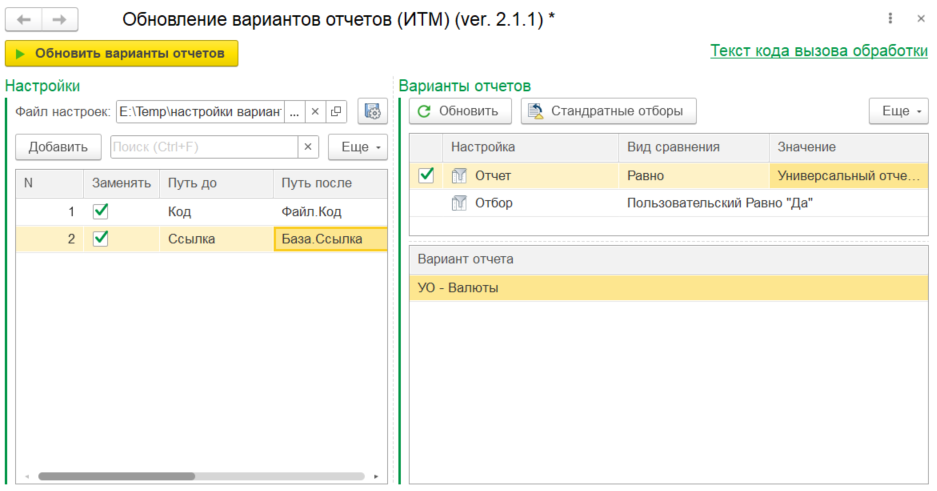 Обновление вариантов отчетов (ИТМ) (ver. 2.1.1) *
Обновить варианты отчетов
Текст кода вызова обработки
Настройки
Файл настроек: E:\Temp\настройки вариант ...
Добавить Поиск (Ctrl+F) Еще
N Заменять Путь до Путь после
1 Код Файл.Код
2 Ссылка База.Ссылка
Варианты отчетов
Обновить Стандратные отборы Еще
Настройка Вид сравнения Значение
Отчет Равно Универсальный отче...
Отбор Пользовательский Равно "Да"
Вариант отчета
УО - Валюты